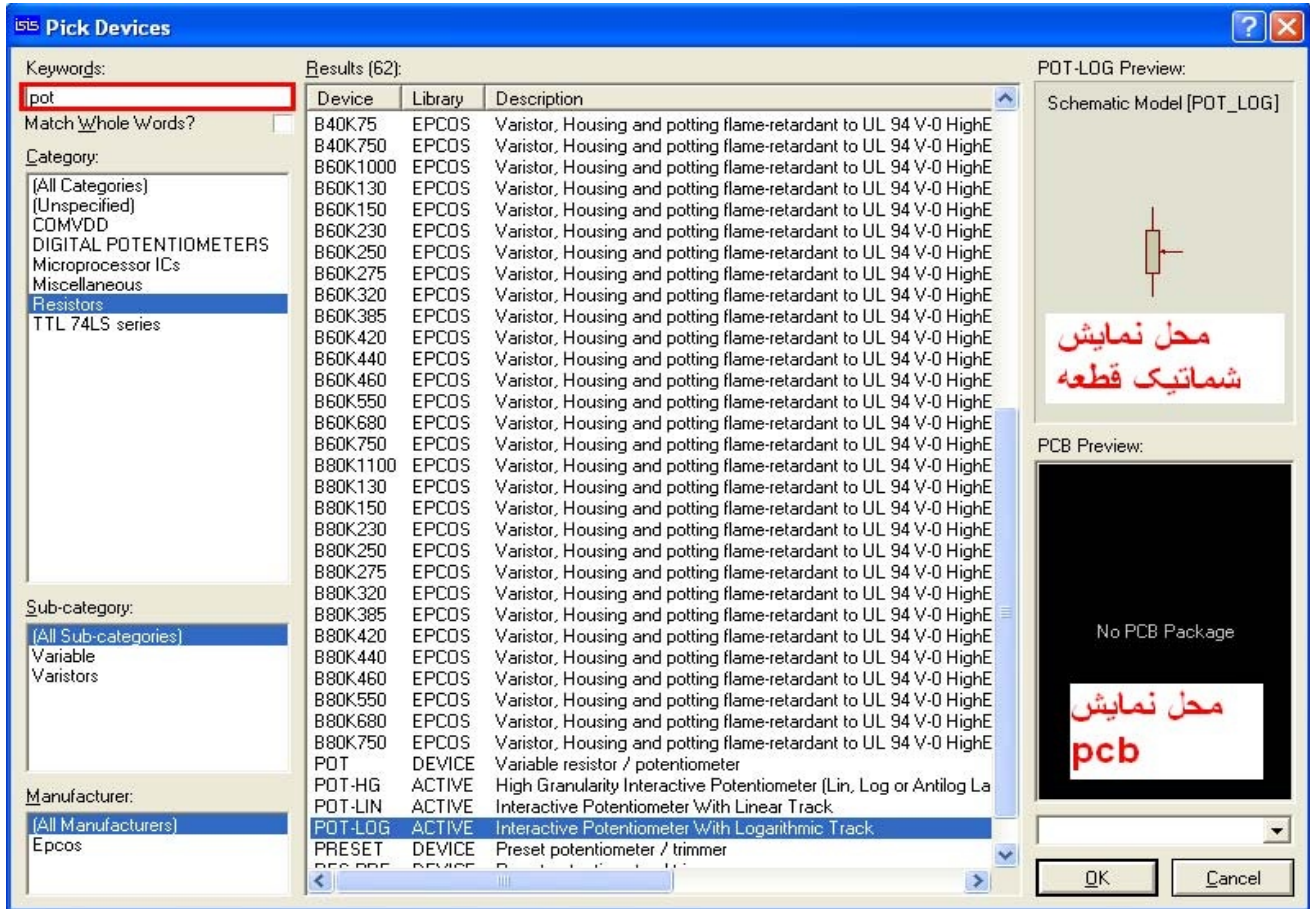 isis Pick Devices
Keywords:
pot
Match Whole Words?
Category:
(All Categories)
(Unspecified)
COMVDD
DIGITAL POTENTIOMETERS
Microprocessor ICs
Miscellaneous
Resistors
TTL 74LS series
Sub-category:
(All Sub-categories)
Variable
Varistors
Manufacturer:
(All Manufacturers)
Epcos
Results (62):
Device Library Description
B40K75 EPCOS Varistor, Housing and potting flame-retardant to UL 94 V-0 HighE
B40K750 EPCOS Varistor, Housing and potting flame-retardant to UL 94 V-0 HighE
B60K1000 EPCOS Varistor, Housing and potting flame-retardant to UL 94 V-0 HighE
B60K130 EPCOS Varistor, Housing and potting flame-retardant to UL 94 V-0 HighE
B60K150 EPCOS Varistor, Housing and potting flame-retardant to UL 94 V-0 HighE
B60K230 EPCOS Varistor, Housing and potting flame-retardant to UL 94 V-0 HighE
B60K250 EPCOS Varistor, Housing and potting flame-retardant to UL 94 V-0 HighE
B60K275 EPCOS Varistor, Housing and potting flame-retardant to UL 94 V-0 HighE
B60K320 EPCOS Varistor, Housing and potting flame-retardant to UL 94 V-0 HighE
B60K385 EPCOS Varistor, Housing and potting flame-retardant to UL 94 V-0 HighE
B60K420 EPCOS Varistor, Housing and potting flame-retardant to UL 94 V-0 HighE
B60K440 EPCOS Varistor, Housing and potting flame-retardant to UL 94 V-0 HighE
B60K460 EPCOS Varistor, Housing and potting flame-retardant to UL 94 V-0 HighE
B60K550 EPCOS Varistor, Housing and potting flame-retardant to UL 94 V-0 HighE
B60K680 EPCOS Varistor, Housing and potting flame-retardant to UL 94 V-0 HighE
B60K750 EPCOS Varistor, Housing and potting flame-retardant to UL 94 V-0 HighE
B80K1100 EPCOS Varistor, Housing and potting flame-retardant to UL 94 V-0 HighE
B80K130 EPCOS Varistor, Housing and potting flame-retardant to UL 94 V-0 HighE
B80K150 EPCOS Varistor, Housing and potting flame-retardant to UL 94 V-0 HighE
B80K230 EPCOS Varistor, Housing and potting flame-retardant to UL 94 V-0 HighE
B80K250 EPCOS Varistor, Housing and potting flame-retardant to UL 94 V-0 HighE
B80K275 EPCOS Varistor, Housing and potting flame-retardant to UL 94 V-0 HighE
B80K320 EPCOS Varistor, Housing and potting flame-retardant to UL 94 V-0 HighE
B80K385 EPCOS Varistor, Housing and potting flame-retardant to UL 94 V-0 HighE
B80K420 EPCOS Varistor, Housing and potting flame-retardant to UL 94 V-0 HighE
B80K440 EPCOS Varistor, Housing and potting flame-retardant to UL 94 V-0 HighE
B80K460 EPCOS Varistor, Housing and potting flame-retardant to UL 94 V-0 HighE
B80K550 EPCOS Varistor, Housing and potting flame-retardant to UL 94 V-0 HighE
B80K680 EPCOS Varistor, Housing and potting flame-retardant to UL 94 V-0 HighE
B80K750 EPCOS Varistor, Housing and potting flame-retardant to UL 94 V-0 HighE
POT DEVICE Variable resistor / potentiometer
POT-HG ACTIVE High Granularity Interactive Potentiometer (Lin, Log or Antilog La
POT-LIN ACTIVE Interactive Potentiometer With Linear Track
POT-LOG ACTIVE Interactive Potentiometer With Logarithmic Track
PRESET DEVICE Preset potentiometer / trimmer
POT-LOG Preview:
Schematic Model [POT_LOG]
محل نمایش
شماتیک قطعه
PCB Preview:
No PCB Package
محل نمایش
pcb
OK
Cancel